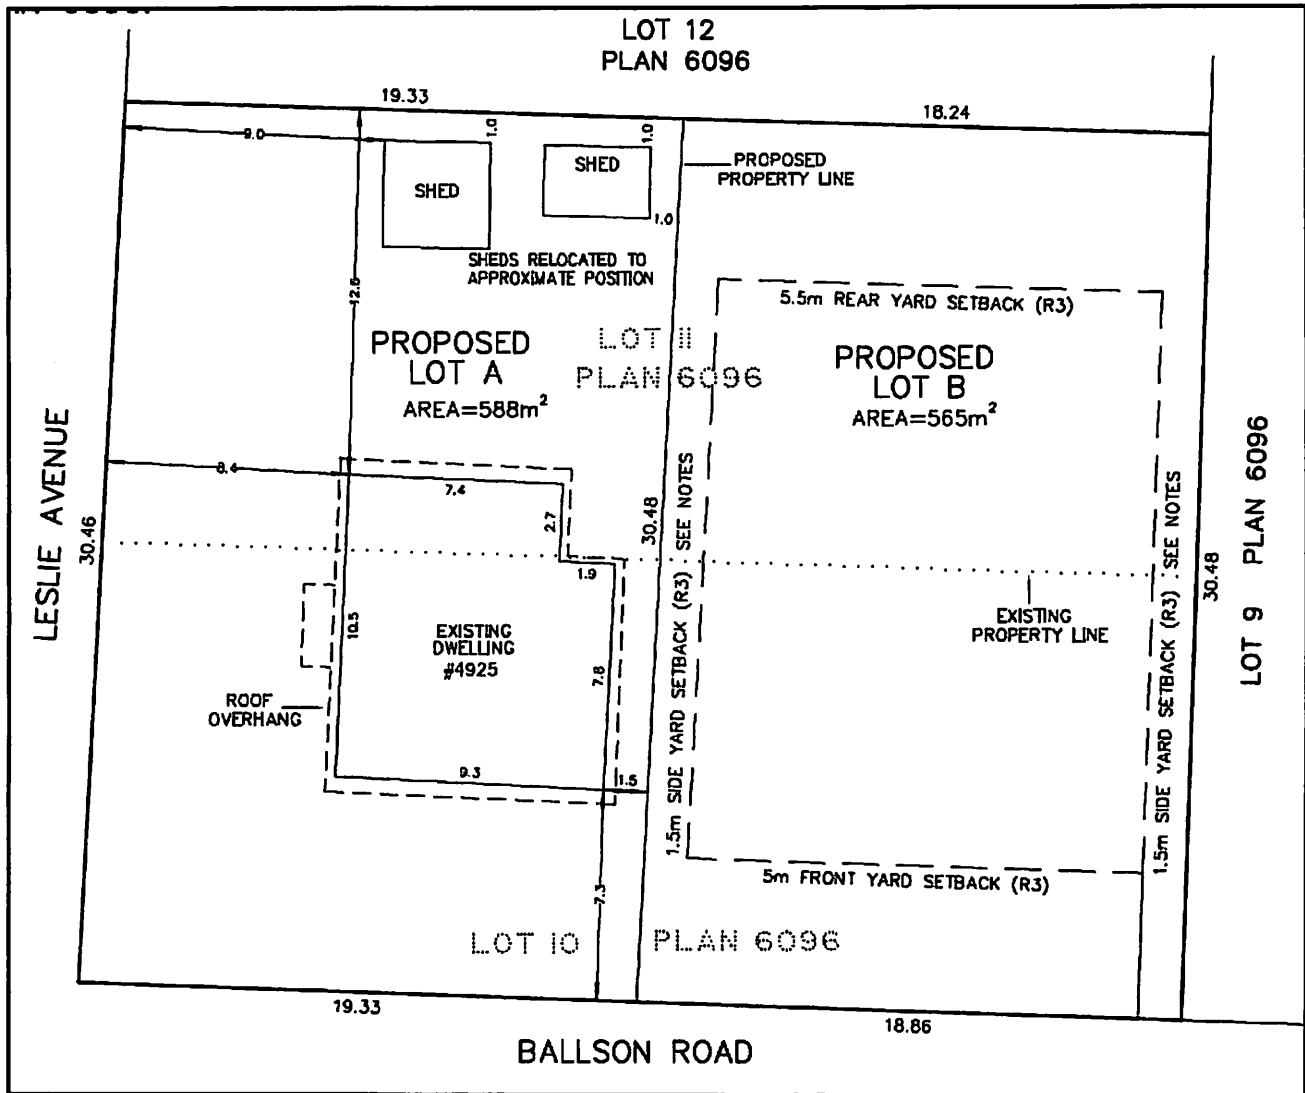 LOT 12
PLAN 6096
19.33
18.24
9.0
1.0
1.0
SHED
SHED
PROPOSED
PROPERTY LINE
1.0
SHEDS RELOCATED TO
APPROXIMATE POSITION
12.6
5.5m REAR YARD SETBACK (R3)
PROPOSED
LOT A
AREA=588m²
LOT 11
PLAN 6096
PROPOSED
LOT B
AREA=565m²
LESLIE AVENUE
30.46
8.4
7.4
2.7
1.9
30.48
1.5m SIDE YARD SETBACK (R3). SEE NOTES
1.5m SIDE YARD SETBACK (R3). SEE NOTES
30.48
LOT 9 PLAN 6096
EXISTING
PROPERTY LINE
10.5
EXISTING
DWELLING
#4925
7.8
ROOF
OVERHANG
9.3
1.5
7.3
5m FRONT YARD SETBACK (R3)
LOT 10
PLAN 6096
19.33
18.86
BALLSON ROAD